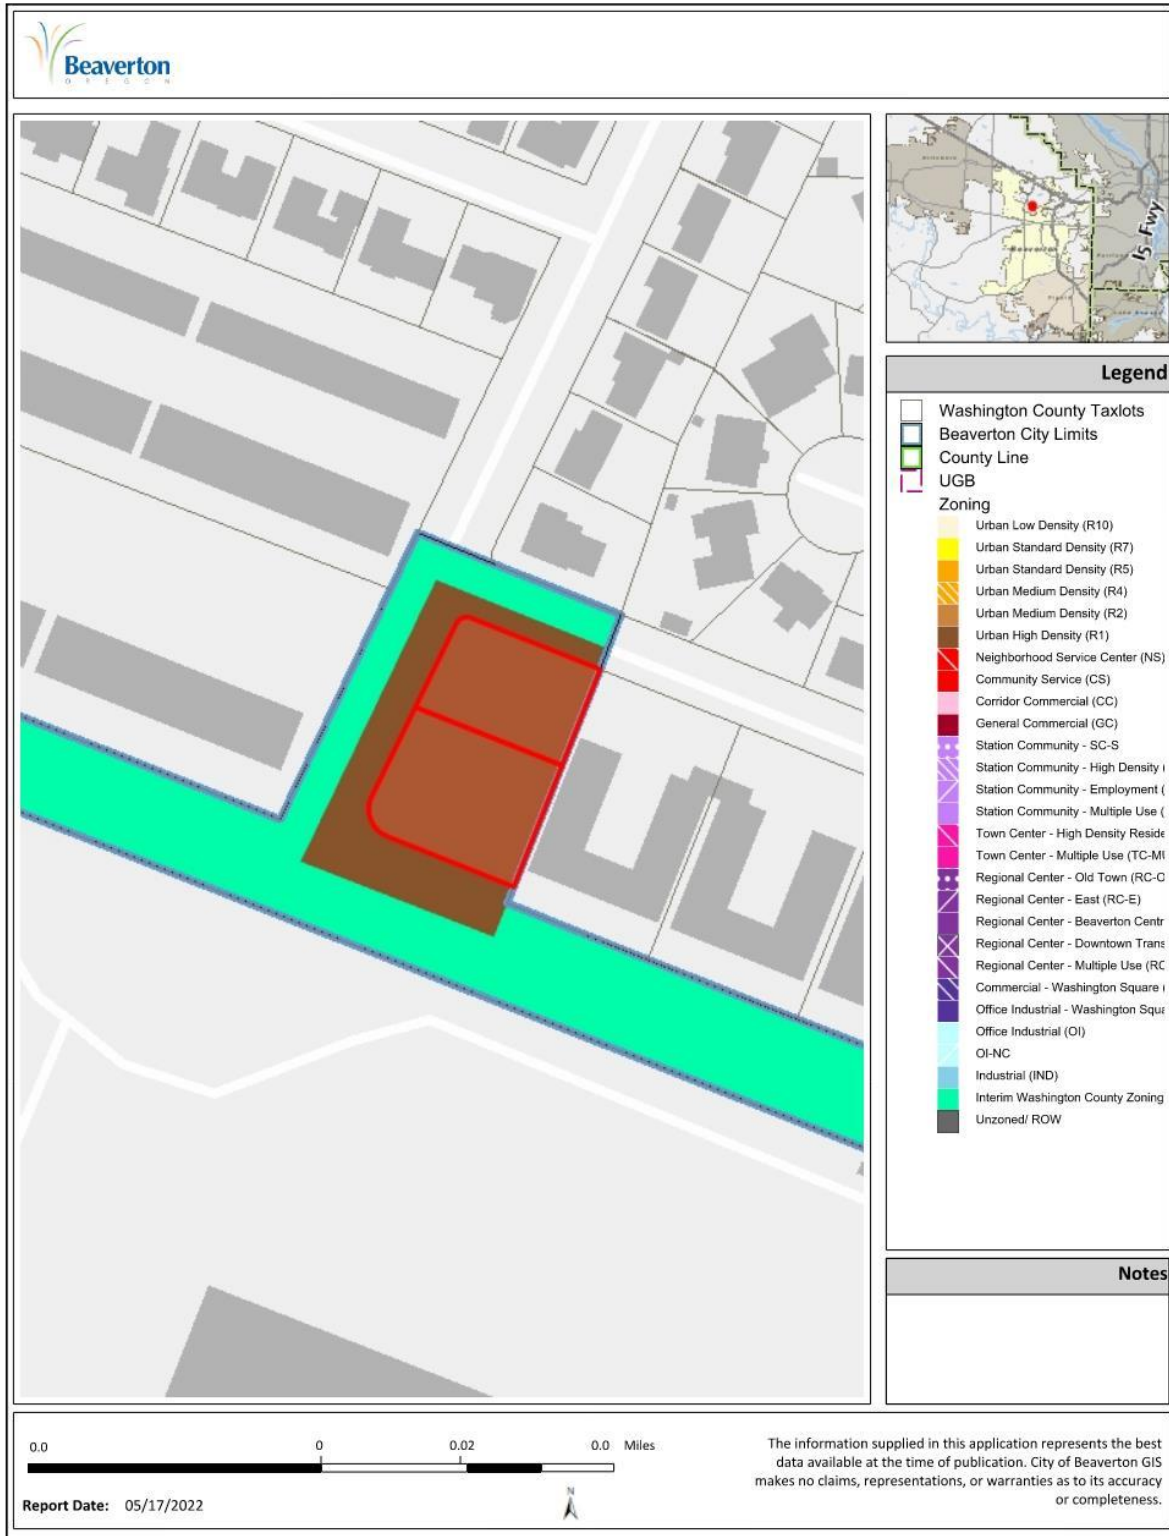 Beaverton
OREGON
I5 Fwy
Beaverton
Legend
Washington County Taxlots
Beaverton City Limits
County Line
UGB
Zoning
Urban Low Density (R10)
Urban Standard Density (R7)
Urban Standard Density (R5)
Urban Medium Density (R4)
Urban Medium Density (R2)
Urban High Density (R1)
Neighborhood Service Center (NS)
Community Service (CS)
Corridor Commercial (CC)
General Commercial (GC)
Station Community - SC-S
Station Community - High Density (
Station Community - Employment (
Station Community - Multiple Use (
Town Center - High Density Reside
Town Center - Multiple Use (TC-MU
Regional Center - Old Town (RC-O
Regional Center - East (RC-E)
Regional Center - Beaverton Centr
Regional Center - Downtown Trans
Regional Center - Multiple Use (RC
Commercial - Washington Square (
Office Industrial - Washington Squa
Office Industrial (OI)
OI-NC
Industrial (IND)
Interim Washington County Zoning
Unzoned/ ROW
Notes
0.0 0 0.02 0.0 Miles
Report Date: 05/17/2022
N
The information supplied in this application represents the best
data available at the time of publication. City of Beaverton GIS
makes no claims, representations, or warranties as to its accuracy
or completeness.